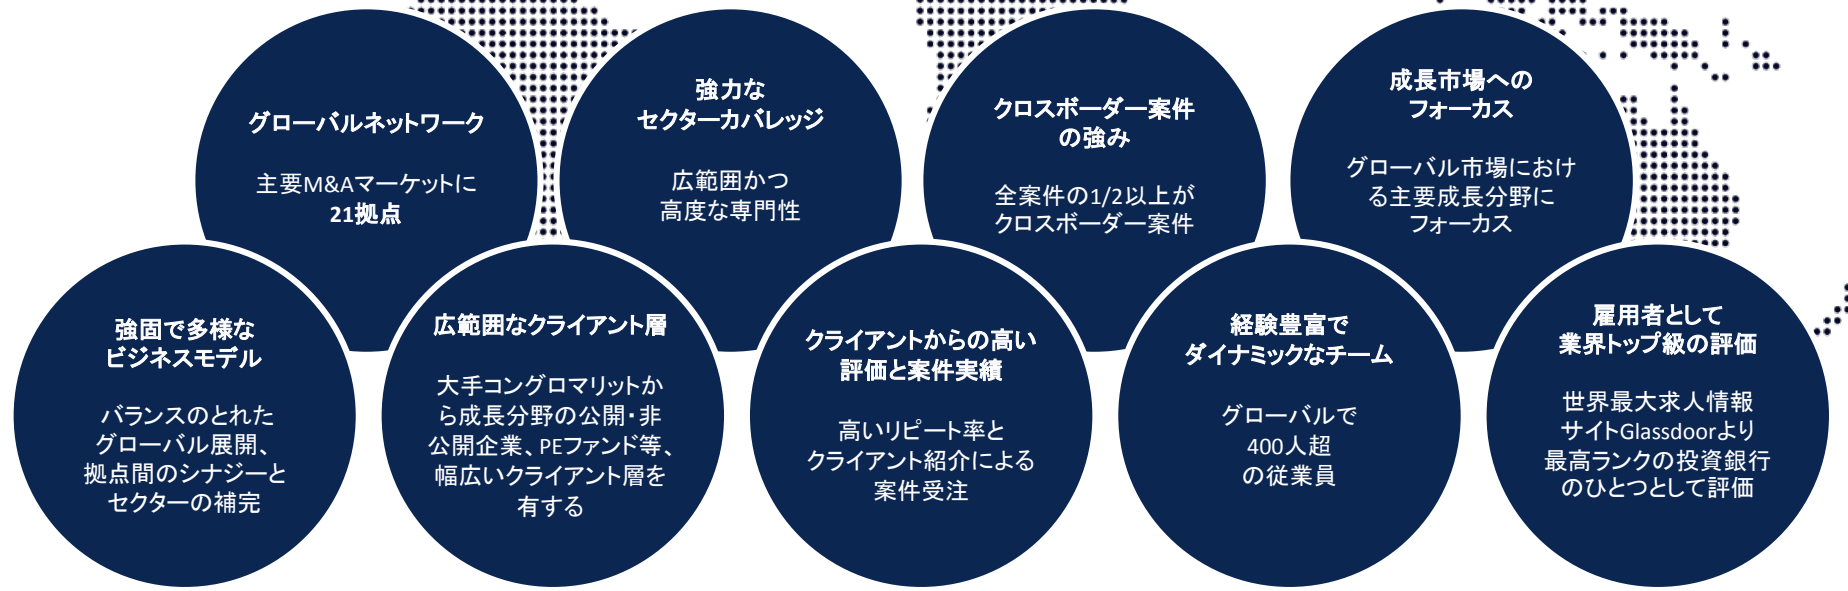 グローバルネットワーク
主要M&Aマーケットに
21拠点
強力な
セクターカバレッジ
広範囲かつ
高度な専門性
クロスボーダー案件
の強み
全案件の1/2以上が
クロスボーダー案件
成長市場への
フォーカス
グローバル市場におけ
る主要成長分野に
フォーカス
強固で多様な
ビジネスモデル
バランスのとれた
グローバル展開、
拠点間のシナジーと
セクターの補完
広範囲なクライアント層
大手コングロマリットか
ら成長分野の公開・非
公開企業、PEファンド等、
幅広いクライアント層を
有する
クライアントからの高い
評価と案件実績
高いリピート率と
クライアント紹介による
案件受注
経験豊富で
ダイナミックなチーム
グローバルで
400人超
の従業員
雇用者として
業界トップ級の評価
世界最大求人情報
サイトGlassdoorより
最高ランクの投資銀行
のひとつとして評価